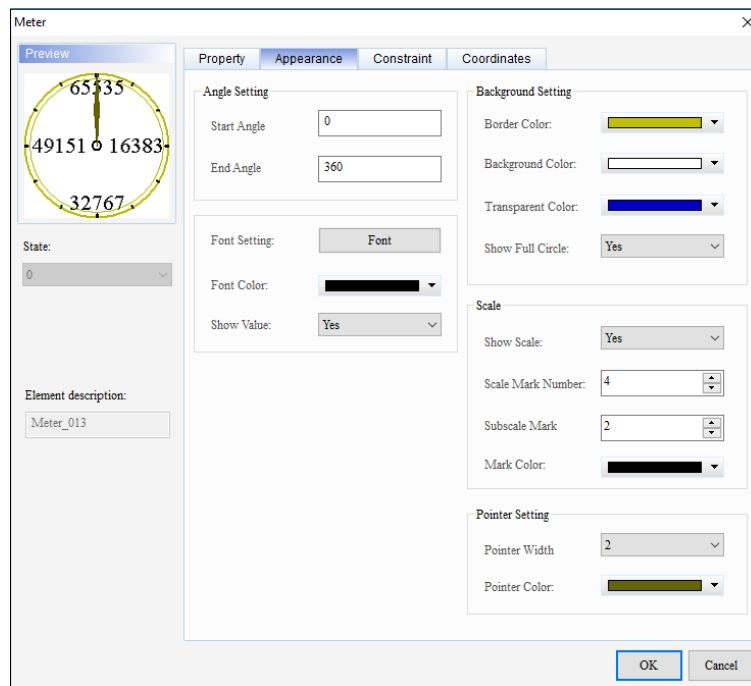 Meter
Preview
65535
49151 16383
32767
State:
0
Element description:
Meter_013
Property Appearance Constraint Coordinates
Angle Setting
Start Angle 0
End Angle 360
Font Setting: Font
Font Color:
Show Value: Yes
Background Setting
Border Color:
Background Color:
Transparent Color:
Show Full Circle: Yes
Scale
Show Scale: Yes
Scale Mark Number: 4
Subscale Mark 2
Mark Color:
Pointer Setting
Pointer Width 2
Pointer Color:
OK Cancel